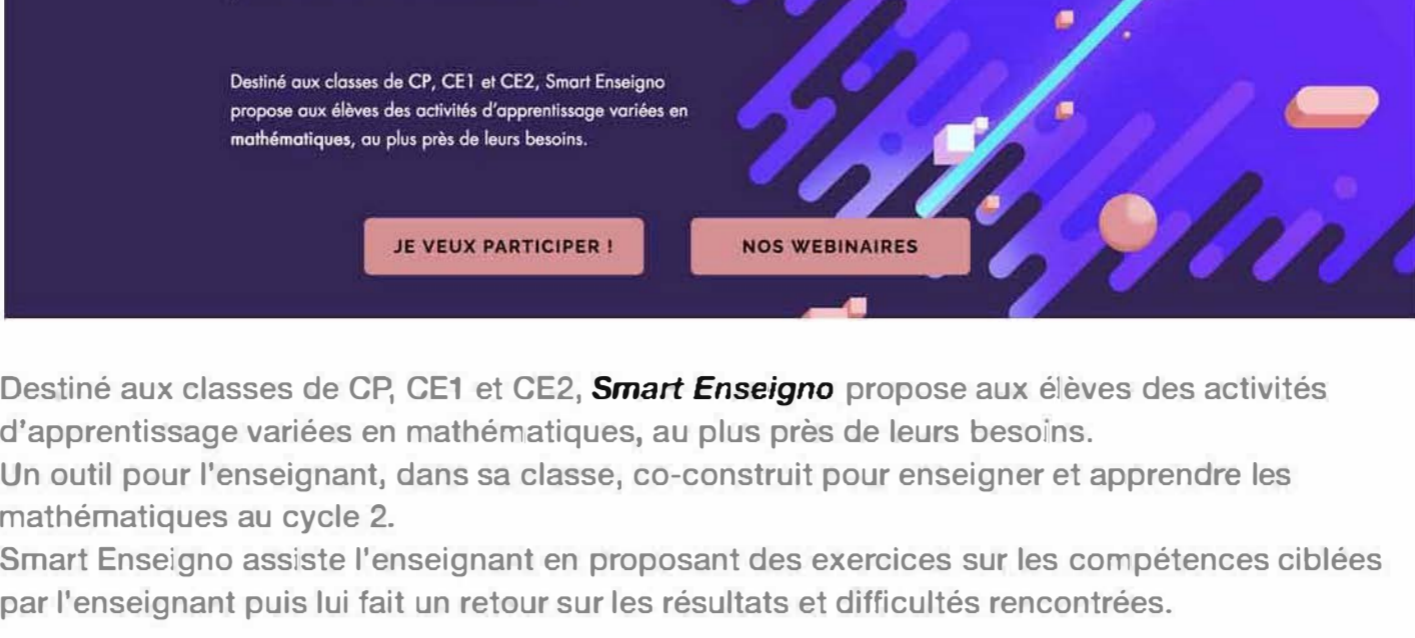 Destiné aux classes de CP, CE1 et CE2, Smart Enseigno
propose aux élèves des activités d'apprentissage variées en
mathématiques, au plus près de leurs besoins.
JE VEUX PARTICIPER !
NOS WEBINAIRES
Destiné aux classes de CP, CE1 et CE2, Smart Enseigno propose aux élèves des activités
d'apprentissage variées en mathématiques, au plus près de leurs besoins.
Un outil pour l'enseignant, dans sa classe, co-construit pour enseigner et apprendre les
mathématiques au cycle 2.
Smart Enseigno assiste l'enseignant en proposant des exercices sur les compétences ciblées
par l'enseignant puis lui fait un retour sur les résultats et difficultés rencontrées.